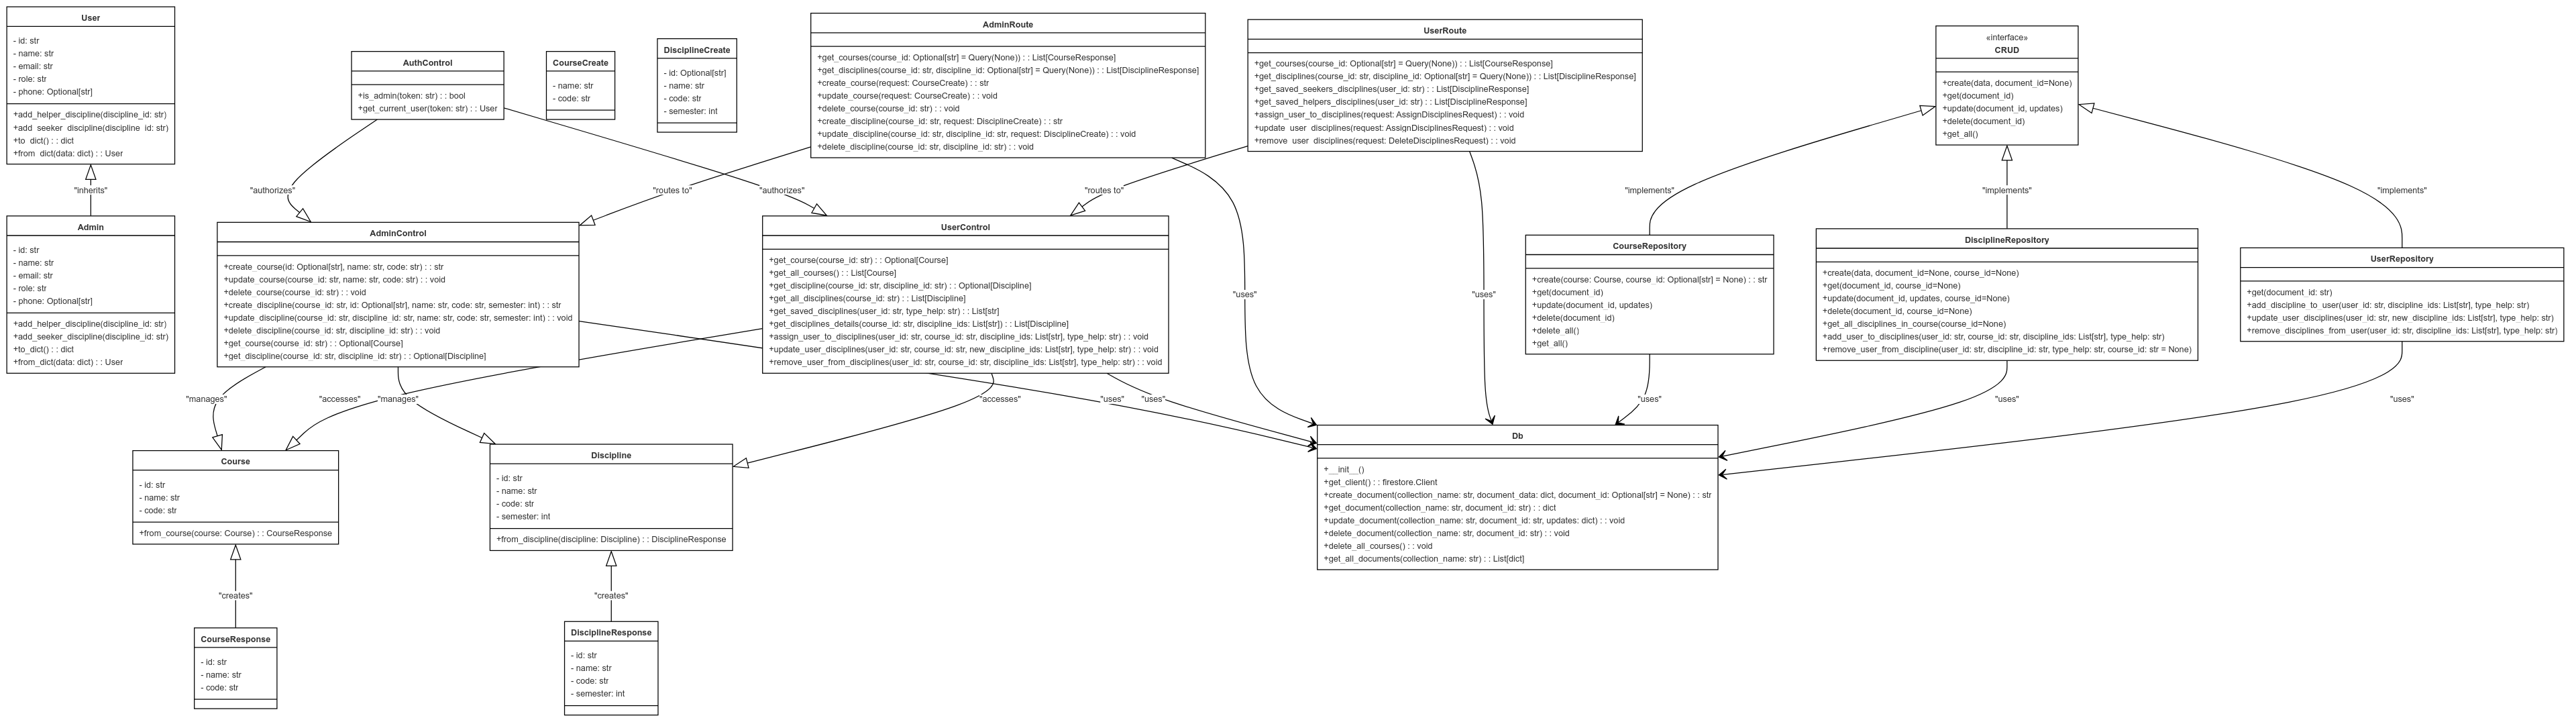 User
- id: str
- name: str
- email: str
- role: str
- phone: Optional[str]
+add_helper_discipline(discipline_id: str)
+add_seeker_discipline(discipline_id: str)
+to_dict() : : dict
+from_dict(data: dict) : : User
AuthControl
+is_admin(token: str) : : bool
+get_current_user(token: str) : : User
CourseCreate
- name: str
- code: str
DisciplineCreate
- id: Optional[str]
- name: str
- code: str
- semester: int
AdminRoute
+get_courses(course_id: Optional[str] = Query(None)) : : List[CourseResponse]
+get_disciplines(course_id: str, discipline_id: Optional[str] = Query(None)) : : List[DisciplineResponse]
+create_course(request: CourseCreate) : : str
+update_course(request: CourseCreate) : : void
+delete_course(course_id: str) : : void
+create_discipline(course_id: str, request: DisciplineCreate) : : str
+update_discipline(course_id: str, discipline_id: str, request: DisciplineCreate) : : void
+delete_discipline(course_id: str, discipline_id: str) : : void
UserRoute
+get_courses(course_id: Optional[str] = Query(None)) : : List[CourseResponse]
+get_disciplines(course_id: str, discipline_id: Optional[str] = Query(None)) : : List[DisciplineResponse]
+get_saved_seekers_disciplines(user_id: str) : : List[DisciplineResponse]
+get_saved_helpers_disciplines(user_id: str) : : List[DisciplineResponse]
+assign_user_to_disciplines(request: AssignDisciplinesRequest) : : void
+update_user_disciplines(request: AssignDisciplinesRequest) : : void
+remove_user_disciplines(request: DeleteDisciplinesRequest) : : void
«interface»
CRUD
+create(data, document_id=None)
+get(document_id)
+update(document_id, updates)
+delete(document_id)
+get_all()
"inherits"
"authorizes"
"routes to"
"authorizes"
"routes to"
"implements"
"implements"
"implements"
Admin
- id: str
- name: str
- email: str
- role: str
- phone: Optional[str]
+add_helper_discipline(discipline_id: str)
+add_seeker_discipline(discipline_id: str)
+to_dict() : : dict
+from_dict(data: dict) : : User
AdminControl
+create_course(id: Optional[str], name: str, code: str) : : str
+update_course(course_id: str, name: str, code: str) : : void
+delete_course(course_id: str) : : void
+create_discipline(course_id: str, id: Optional[str], name: str, code: str, semester: int) : : str
+update_discipline(course_id: str, discipline_id: str, name: str, code: str, semester: int) : : void
+delete_discipline(course_id: str, discipline_id: str) : : void
+get_course(course_id: str) : : Optional[Course]
+get_discipline(course_id: str, discipline_id: str) : : Optional[Discipline]
UserControl
+get_course(course_id: str) : : Optional[Course]
+get_all_courses() : : List[Course]
+get_discipline(course_id: str, discipline_id: str) : : Optional[Discipline]
+get_all_disciplines(course_id: str) : : List[Discipline]
+get_saved_disciplines(user_id: str, type_help: str) : : List[str]
+get_disciplines_details(course_id: str, discipline_ids: List[str]) : : List[Discipline]
+assign_user_to_disciplines(user_id: str, course_id: str, discipline_ids: List[str], type_help: str) : : void
+update_user_disciplines(user_id: str, course_id: str, new_discipline_ids: List[str], type_help: str) : : void
+remove_user_from_disciplines(user_id: str, course_id: str, discipline_ids: List[str], type_help: str) : : void
"uses"
"uses"
CourseRepository
+create(course: Course, course_id: Optional[str] = None) : : str
+get(document_id)
+update(document_id, updates)
+delete(document_id)
+delete_all()
+get_all()
DisciplineRepository
+create(data, document_id=None, course_id=None)
+get(document_id, course_id=None)
+update(document_id, updates, course_id=None)
+delete(document_id, course_id=None)
+get_all_disciplines_in_course(course_id=None)
+add_user_to_disciplines(user_id: str, course_id: str, discipline_ids: List[str], type_help: str)
+remove_user_from_discipline(user_id: str, discipline_id: str, type_help: str, course_id: str = None)
UserRepository
+get(document_id: str)
+add_discipline_to_user(user_id: str, discipline_ids: List[str], type_help: str)
+update_user_disciplines(user_id: str, new_discipline_ids: List[str], type_help: str)
+remove_disciplines_from_user(user_id: str, discipline_ids: List[str], type_help: str)
"manages"
"accesses"
"manages"
"accesses"
"uses"
"uses"
"uses"
"uses"
"uses"
Course
- id: str
- name: str
- code: str
+from_course(course: Course) : : CourseResponse
Discipline
- id: str
- name: str
- code: str
- semester: int
+from_discipline(discipline: Discipline) : : DisciplineResponse
Db
+__init__()
+get_client() : : firestore.Client
+create_document(collection_name: str, document_data: dict, document_id: Optional[str] = None) : : str
+get_document(collection_name: str, document_id: str) : : dict
+update_document(collection_name: str, document_id: str, updates: dict) : : void
+delete_document(collection_name: str, document_id: str) : : void
+delete_all_courses() : : void
+get_all_documents(collection_name: str) : : List[dict]
"creates"
"creates"
CourseResponse
- id: str
- name: str
- code: str
DisciplineResponse
- id: str
- name: str
- code: str
- semester: int